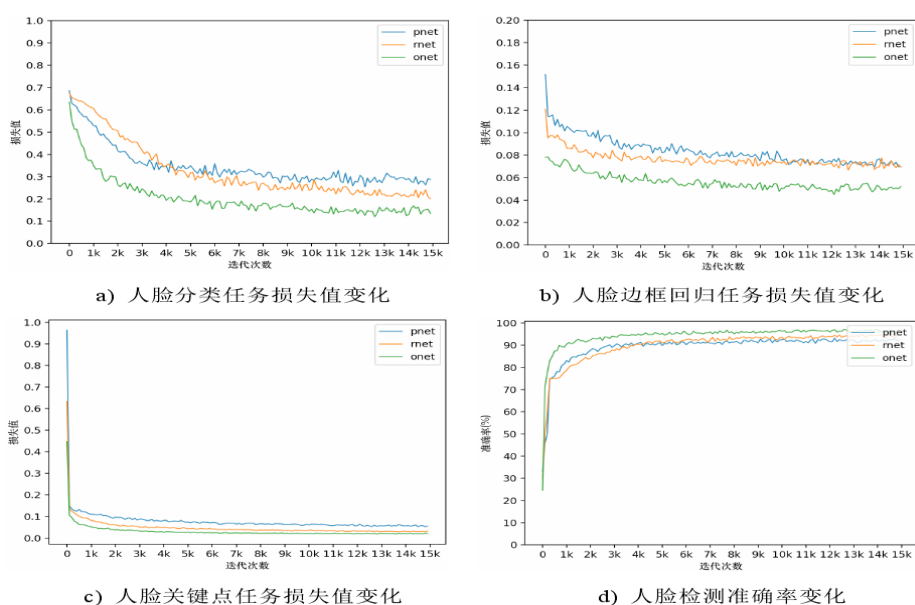 1.0
0.9
0.8
0.7
0.6
0.5
0.4
0.3
0.2
0.1
0.0
损失值
pnet
rnet
onet
0 1k 2k 3k 4k 5k 6k 7k 8k 9k 10k 11k 12k 13k 14k 15k
迭代次数
a) 人脸分类任务损失值变化
0.20
0.18
0.16
0.14
0.12
0.10
0.08
0.06
0.04
0.02
0.00
损失值
pnet
rnet
onet
0 1k 2k 3k 4k 5k 6k 7k 8k 9k 10k 11k 12k 13k 14k 15k
迭代次数
b) 人脸边框回归任务损失值变化
1.0
0.9
0.8
0.7
0.6
0.5
0.4
0.3
0.2
0.1
0.0
损失值
pnet
rnet
onet
0 1k 2k 3k 4k 5k 6k 7k 8k 9k 10k 11k 12k 13k 14k 15k
迭代次数
c) 人脸关键点任务损失值变化
100
90
80
70
60
50
40
30
20
10
0
准确率(%)
pnet
rnet
onet
0 1k 2k 3k 4k 5k 6k 7k 8k 9k 10k 11k 12k 13k 14k 15k
迭代次数
d) 人脸检测准确率变化